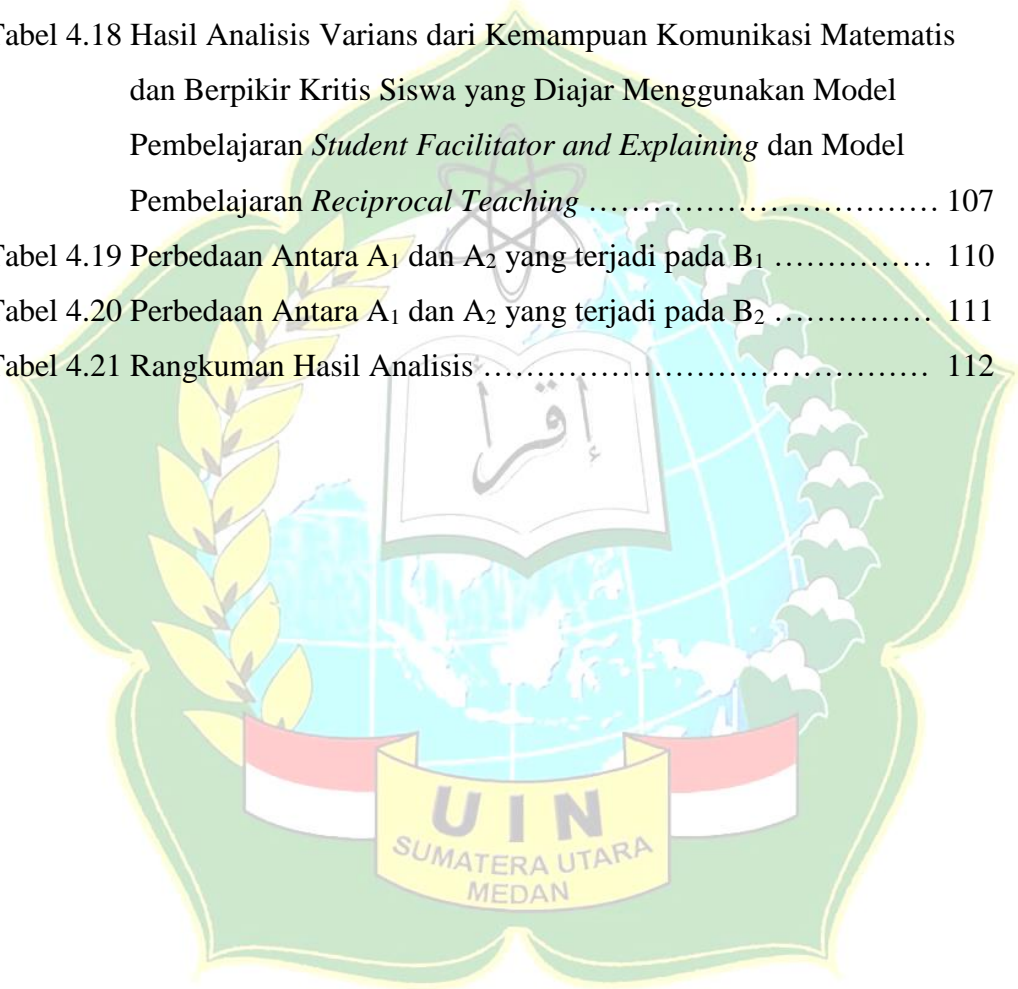 Tabel 4.18 Hasil Analisis Varians dari Kemampuan Komunikasi Matematis
dan Berpikir Kritis Siswa yang Diajar Menggunakan Model
Pembelajaran Student Facilitator and Explaining dan Model
Pembelajaran Reciprocal Teaching …………………………… 107
Tabel 4.19 Perbedaan Antara A₁ dan A₂ yang terjadi pada B₁ …………… 110
Tabel 4.20 Perbedaan Antara A₁ dan A₂ yang terjadi pada B₂ …………… 111
Tabel 4.21 Rangkuman Hasil Analisis …………………………………… 112
إقرأ
UIN
SUMATERA UTARA
MEDAN